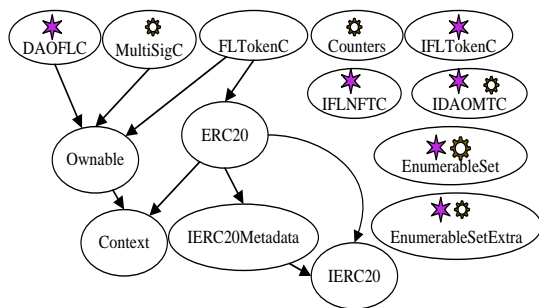 DAOFLC
MultiSigC
FLTokenC
Counters
IFLTokenC
IFLNFTC
IDAOMTC
ERC20
Ownable
EnumerableSet
Context
IERC20Metadata
EnumerableSetExtra
IERC20